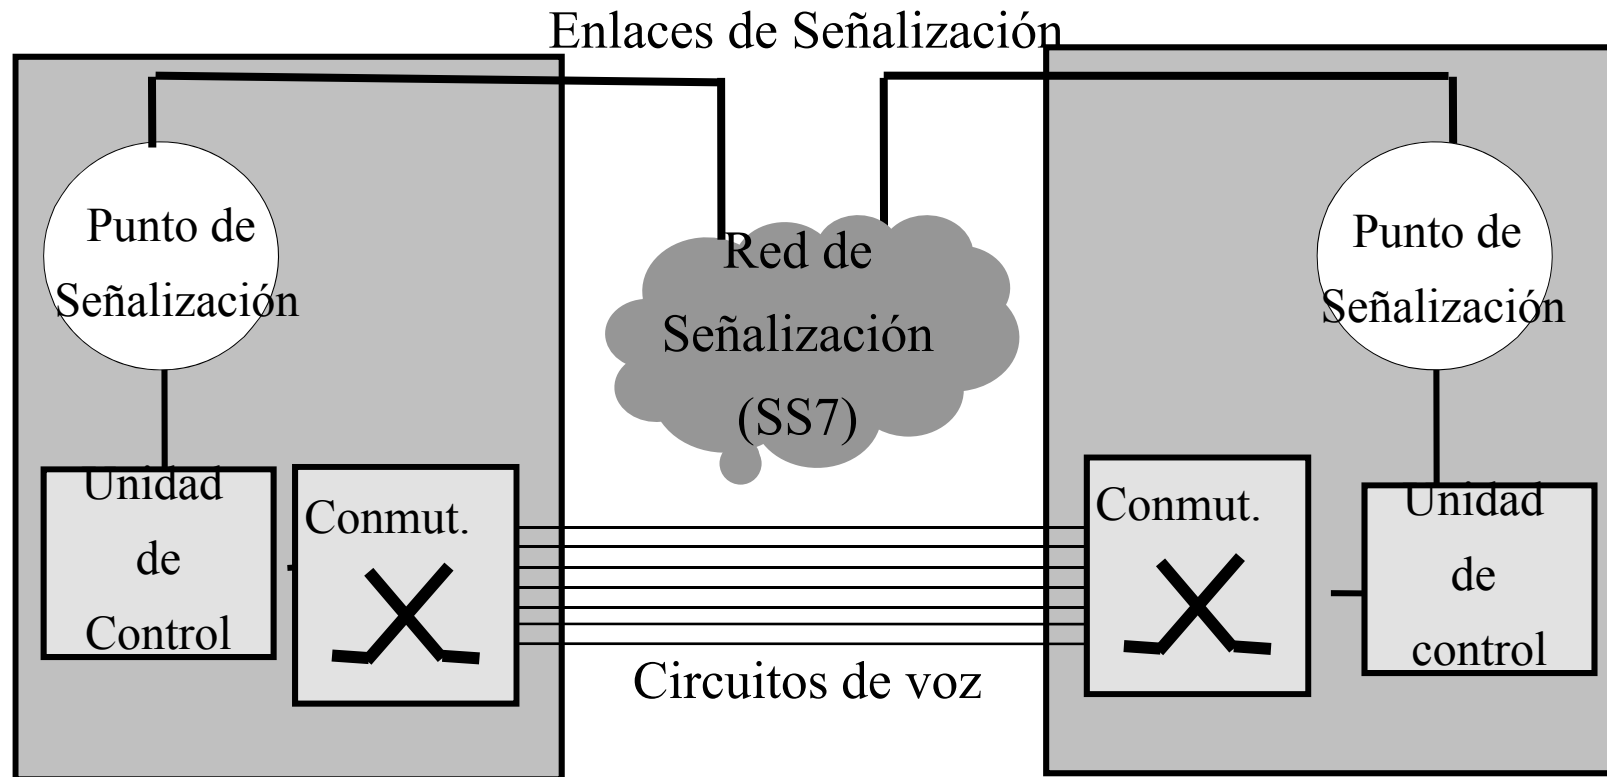 Enlaces de Señalización
Punto de
Señalización
Red de
Señalización
(SS7)
Punto de
Señalización
Unidad
de
Control
Conmut.
Conmut.
Unidad
de
control
Circuitos de voz